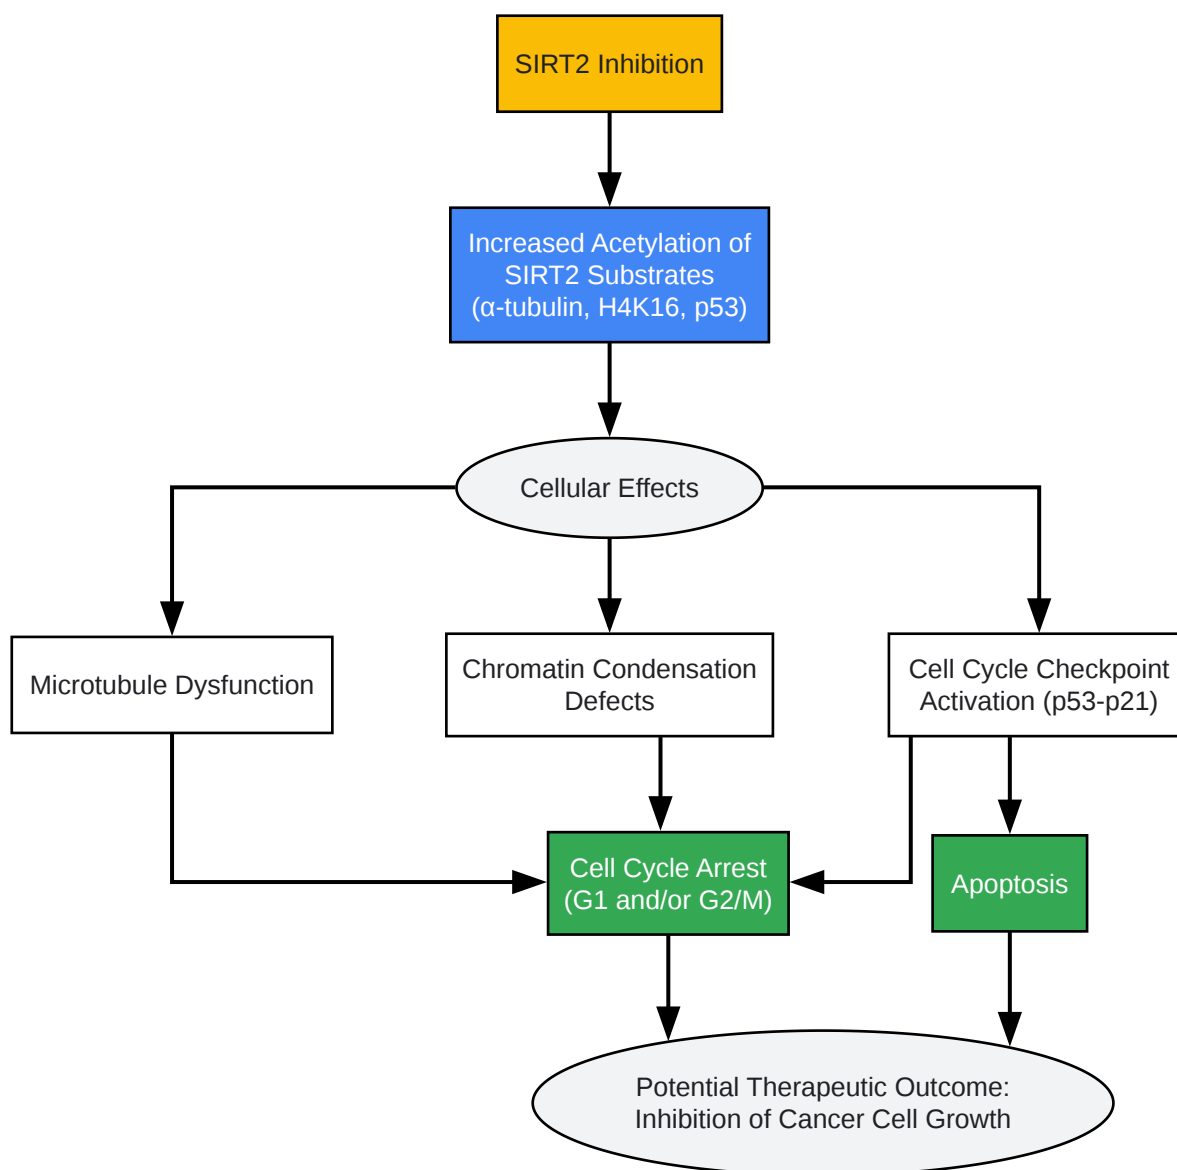 SIRT2 Inhibition
Increased Acetylation of
SIRT2 Substrates
(α-tubulin, H4K16, p53)
Cellular Effects
Microtubule Dysfunction
Chromatin Condensation
Defects
Cell Cycle Checkpoint
Activation (p53-p21)
Cell Cycle Arrest
(G1 and/or G2/M)
Apoptosis
Potential Therapeutic Outcome:
Inhibition of Cancer Cell Growth